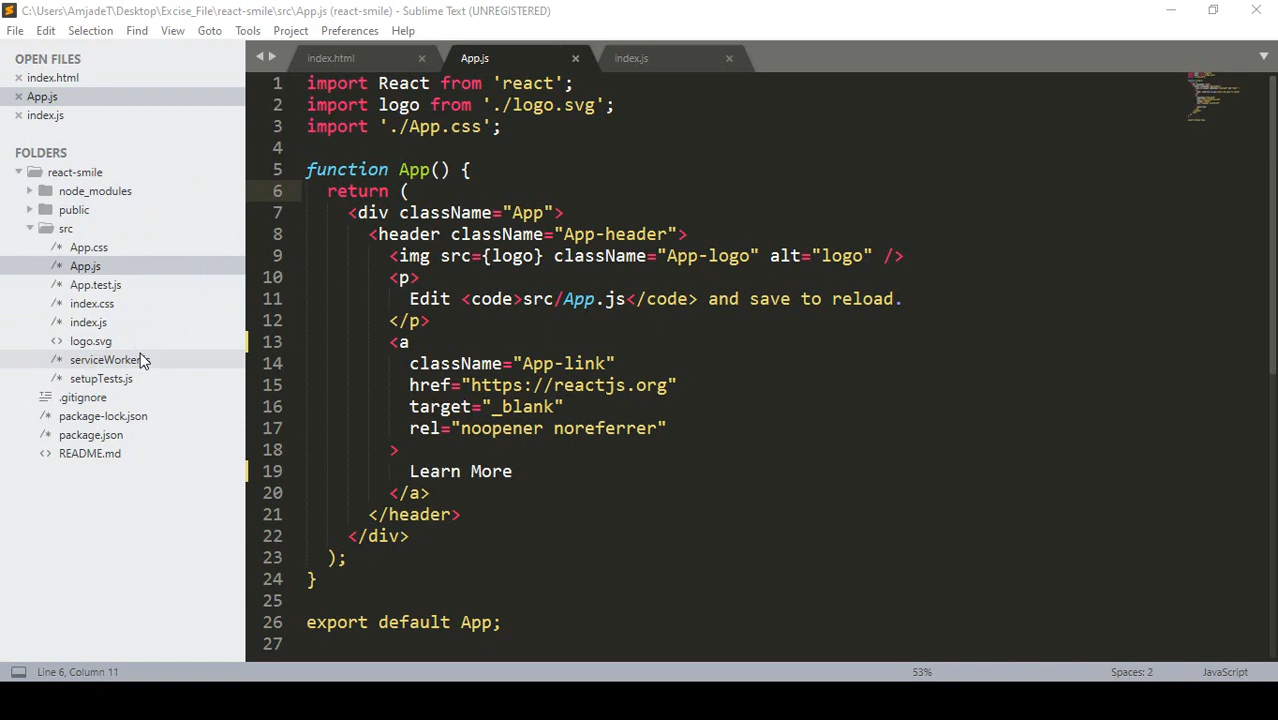 C:\Users\AmjadeT\Desktop\Excise_File\react-smile\src\App.js (react-smile) - Sublime Text (UNREGISTERED)
File Edit Selection Find View Goto Tools Project Preferences Help
OPEN FILES
index.html
App.js
index.js
FOLDERS
react-smile
node_modules
public
src
App.css
App.js
App.test.js
index.css
index.js
logo.svg
serviceWorker
setupTests.js
.gitignore
package-lock.json
package.json
README.md
index.html App.js index.js
1 import React from 'react';
2 import logo from './logo.svg';
3 import './App.css';
4
5 function App() {
6 return (
7 <div className="App">
8 <header className="App-header">
9 <img src={logo} className="App-logo" alt="logo" />
10 <p>
11 Edit <code>src/App.js</code> and save to reload.
12 </p>
13 <a
14 className="App-link"
15 href="https://reactjs.org"
16 target="_blank"
17 rel="noopener noreferrer"
18 >
19 Learn More
20 </a>
21 </header>
22 </div>
23 );
24 }
25
26 export default App;
27
Line 6, Column 11 53% Spaces: 2 JavaScript